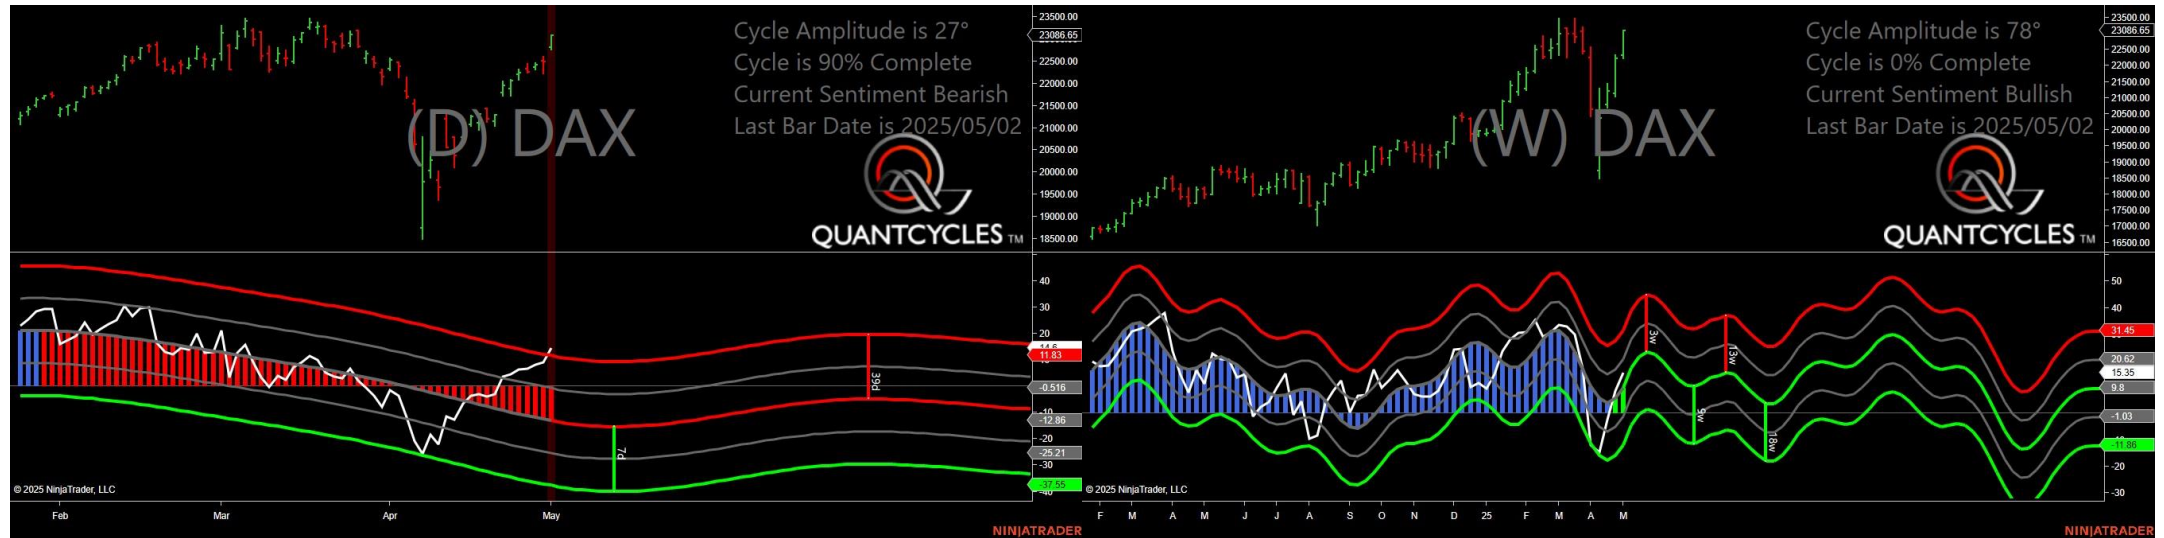 Cycle Amplitude is 27°
Cycle is 90% Complete
Current Sentiment Bearish
Last Bar Date is 2025/05/02
(D) DAX
QUANTCYCLES TM
23500.00
23086.65
22500.00
22000.00
21500.00
21000.00
20500.00
20000.00
19500.00
19000.00
18500.00
40
30
20
11.83
-0.516
-10
-12.86
-20
-25.21
-30
-37.55
39d
7d
© 2025 NinjaTrader, LLC
Feb Mar Apr May
NINJATRADER
Cycle Amplitude is 78°
Cycle is 0% Complete
Current Sentiment Bullish
Last Bar Date is 2025/05/02
(W) DAX
QUANTCYCLES TM
23500.00
23086.65
22500.00
22000.00
21500.00
21000.00
20500.00
20000.00
19500.00
19000.00
18500.00
18000.00
17500.00
17000.00
16500.00
50
40
31.45
20.62
15.35
9.8
-1.03
-11.86
-20
-30
3w
13w
9w
18w
© 2025 NinjaTrader, LLC
F M A M J J A S O N D 25 F M A M
NINJATRADER